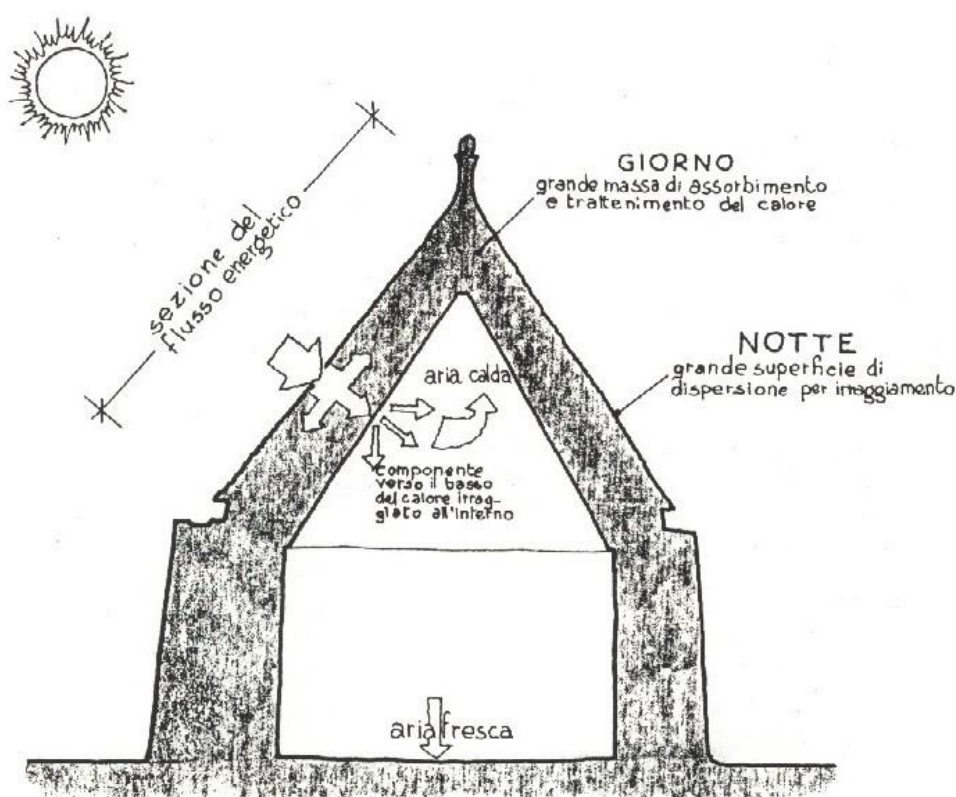 sezione del
flusso energetico
GIORNO
grande massa di assorbimento
e trattenimento del calore
NOTTE
grande superficie di
dispersione per irraggiamento
aria calda
componente
verso il basso
del calore irrag-
giato all'interno
aria fresca